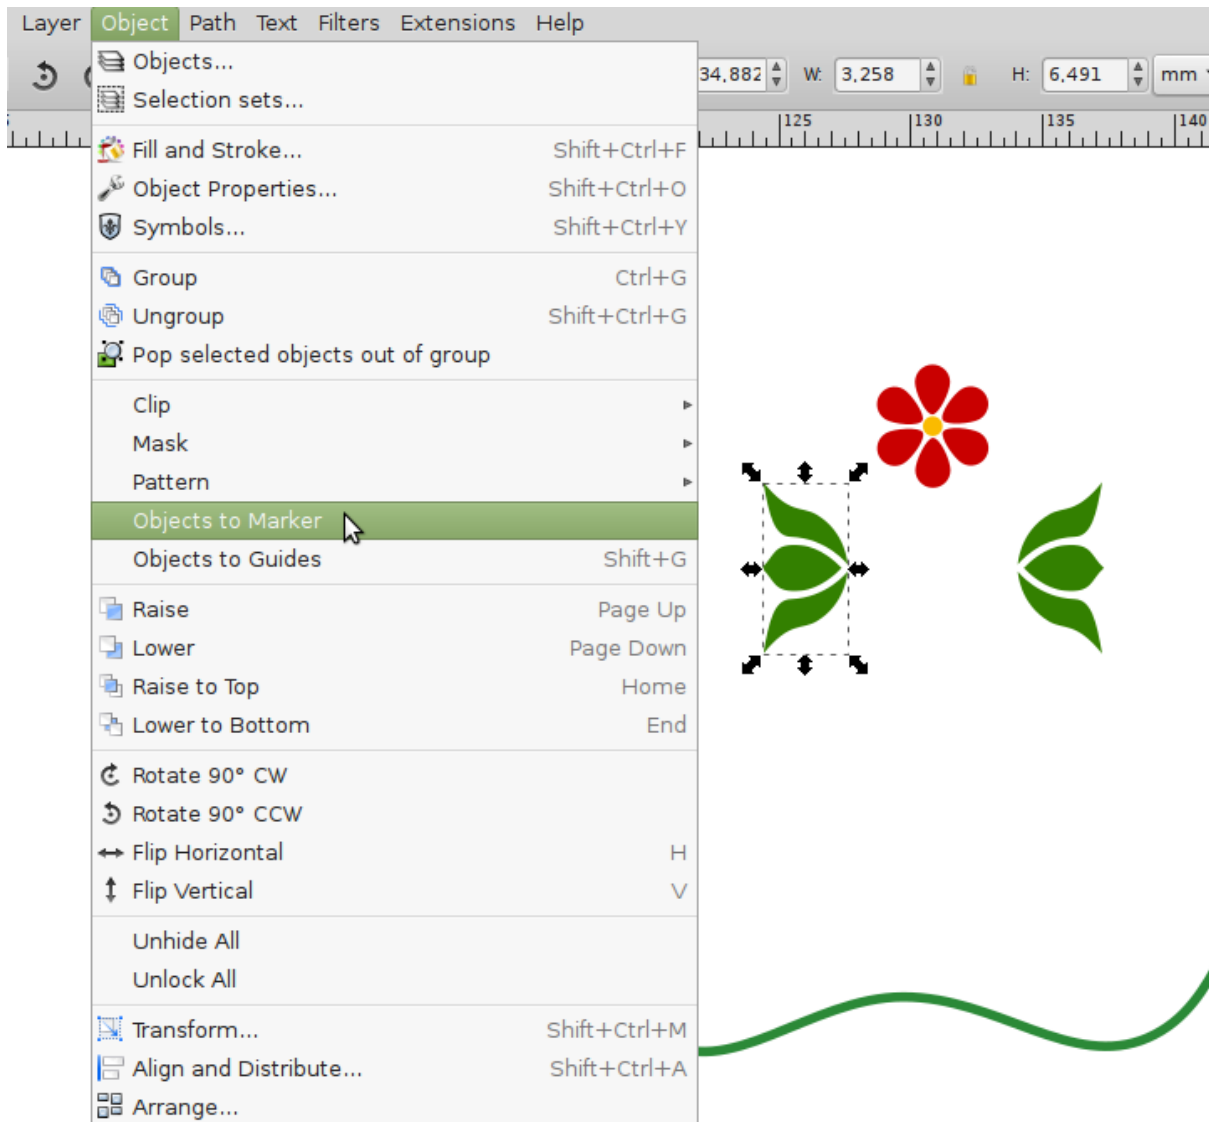 Layer Object Path Text Filters Extensions Help
Objects...
34,882 W: 3,258 H: 6,491 mm
Selection sets...
125 130 135 140
Fill and Stroke... Shift+Ctrl+F
Object Properties... Shift+Ctrl+O
Symbols... Shift+Ctrl+Y
Group Ctrl+G
Ungroup Shift+Ctrl+G
Pop selected objects out of group
Clip
Mask
Pattern
Objects to Marker
Objects to Guides Shift+G
Raise Page Up
Lower Page Down
Raise to Top Home
Lower to Bottom End
Rotate 90° CW
Rotate 90° CCW
Flip Horizontal H
Flip Vertical V
Unhide All
Unlock All
Transform... Shift+Ctrl+M
Align and Distribute... Shift+Ctrl+A
Arrange...